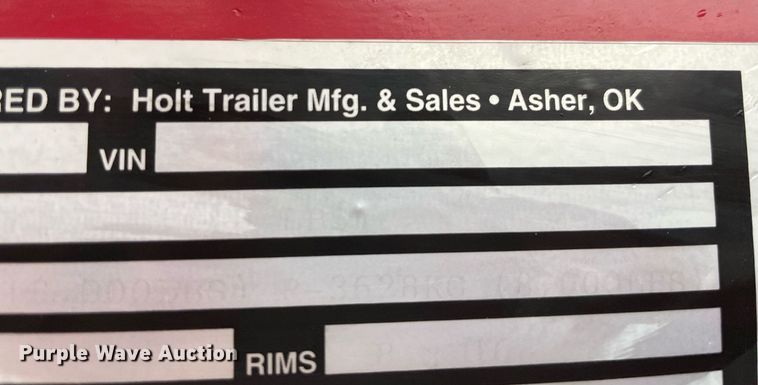 RED BY: Holt Trailer Mfg. & Sales • Asher, OK
VIN
Purple Wave Auction
RIMS